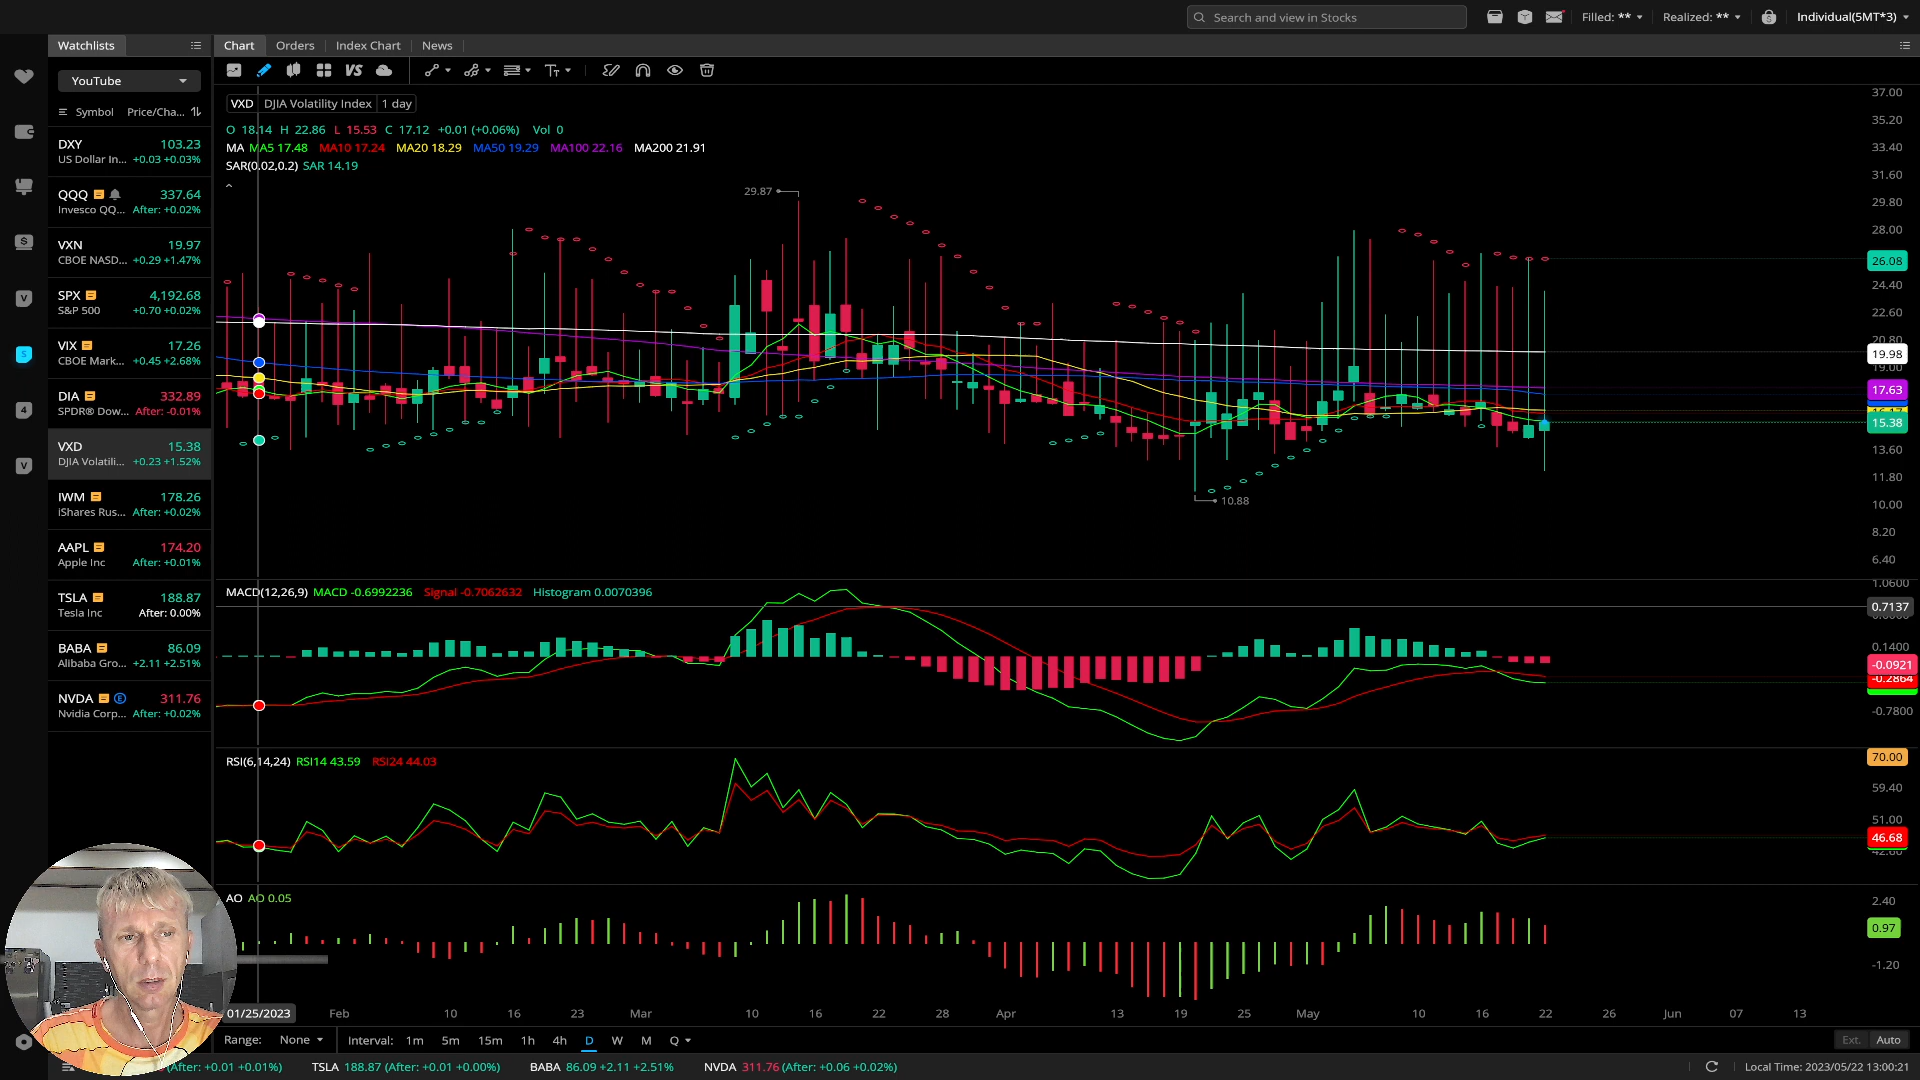 Search and view in Stocks
Filled: **
Realized: **
Individual(5MT*3)
Watchlists
Chart
Orders
Index Chart
News
YouTube
VS
Symbol Price/Cha...
DXY 103.23
US Dollar In... +0.03 +0.03%
QQQ 337.64
Invesco QQ... After: +0.02%
VXN 19.97
CBOE NASD... +0.29 +1.47%
SPX 4,192.68
S&P 500 +0.70 +0.02%
VIX 17.26
CBOE Mark... +0.45 +2.68%
DIA 332.89
SPDR® Dow... After: -0.01%
VXD 15.38
DJIA Volatili... +0.23 +1.52%
IWM 178.26
iShares Rus... After: +0.02%
AAPL 174.20
Apple Inc After: +0.01%
TSLA 188.87
Tesla Inc After: 0.00%
BABA 86.09
Alibaba Gro... +2.11 +2.51%
NVDA E 311.76
Nvidia Corp... After: +0.02%
VXD DJIA Volatility Index 1 day
O 18.14 H 22.86 L 15.53 C 17.12 +0.01 (+0.06%) Vol 0
MA MA5 17.48 MA10 17.24 MA20 18.29 MA50 19.29 MA100 22.16 MA200 21.91
SAR(0.02,0.2) SAR 14.19
29.87
10.88
37.00
35.20
33.40
31.60
29.80
28.00
26.08
24.40
22.60
20.80
19.98
19.00
17.63
15.38
13.60
11.80
10.00
8.20
6.40
MACD(12,26,9) MACD -0.6992236 Signal -0.7062632 Histogram 0.0070396
1.0600
0.7137
0.1400
-0.0921
-0.2864
-0.7800
RSI(6,14,24) RSI14 43.59 RSI24 44.03
70.00
59.40
51.00
46.68
42.60
AO AO 0.05
2.40
0.97
-1.20
01/25/2023 Feb 10 16 23 Mar 10 16 22 28 Apr 13 19 25 May 10 16 22 26 Jun 07 13
Range: None Interval: 1m 5m 15m 1h 4h D W M Q
Ext. Auto
(After: +0.01 +0.01%) TSLA 188.87 (After: +0.01 +0.00%) BABA 86.09 +2.11 +2.51% NVDA 311.76 (After: +0.06 +0.02%)
Local Time: 2023/05/22 13:00:21